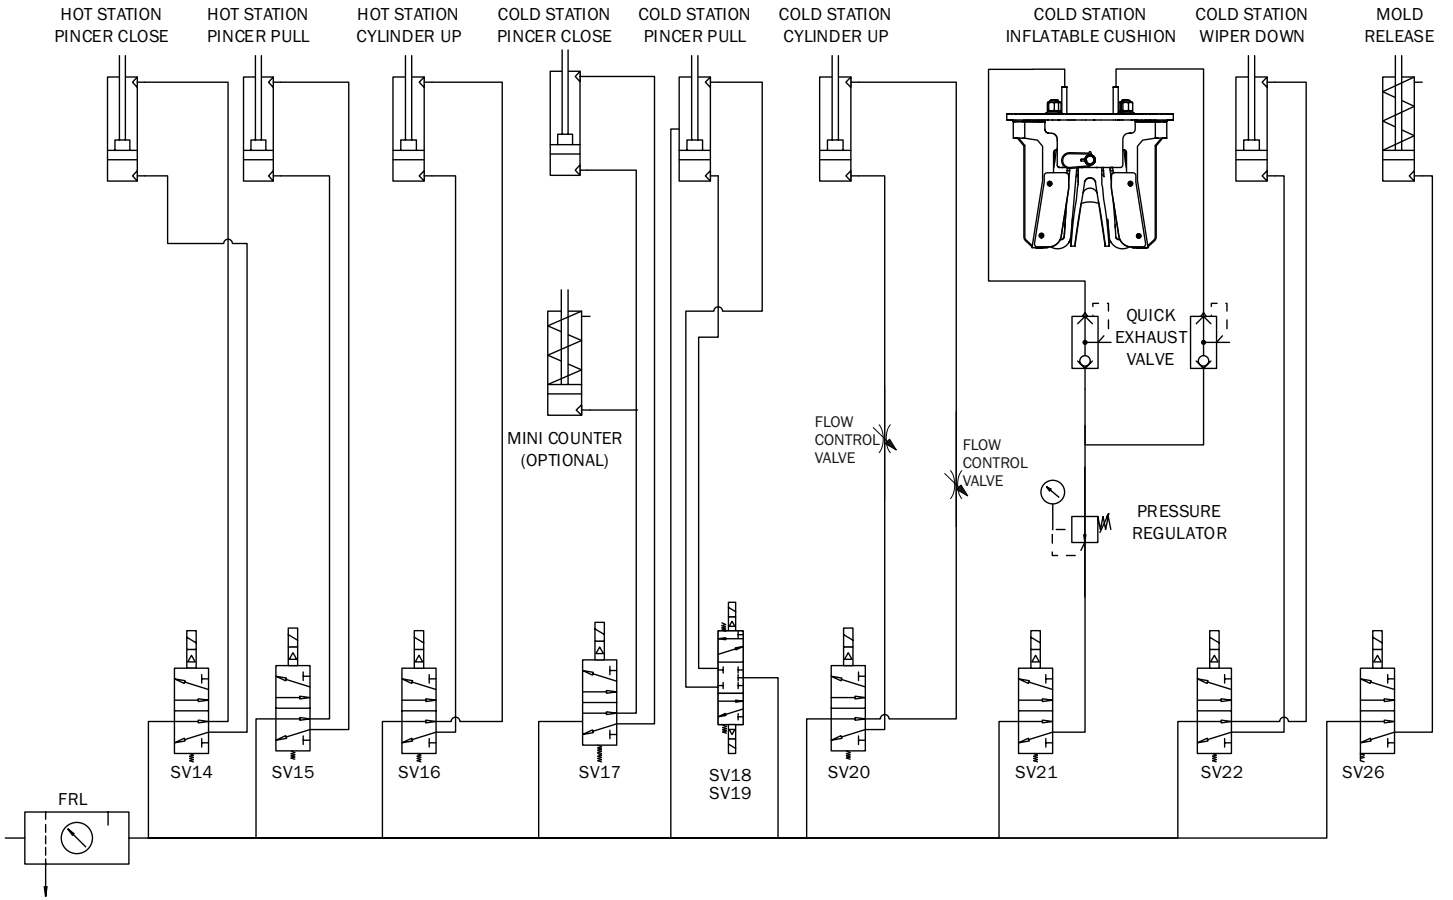 HOT STATION
PINCER CLOSE
HOT STATION
PINCER PULL
HOT STATION
CYLINDER UP
COLD STATION
PINCER CLOSE
COLD STATION
PINCER PULL
COLD STATION
CYLINDER UP
COLD STATION
INFLATABLE CUSHION
COLD STATION
WIPER DOWN
MOLD
RELEASE
QUICK
EXHAUST
VALVE
MINI COUNTER
(OPTIONAL)
FLOW
CONTROL
VALVE
FLOW
CONTROL
VALVE
PRESSURE
REGULATOR
SV14
SV15
SV16
SV17
SV18
SV19
SV20
SV21
SV22
SV26
FRL